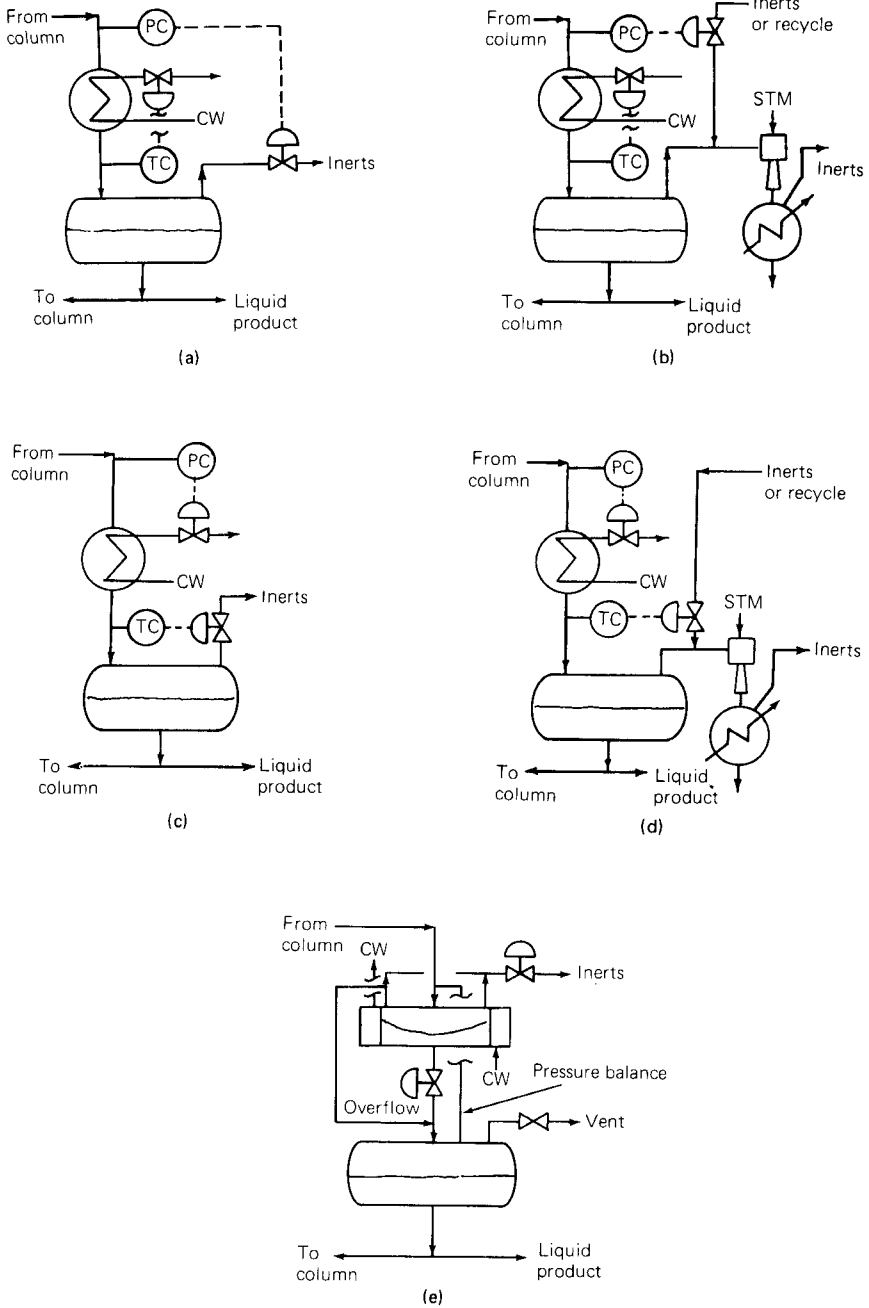 From
column
PC
CW
TC
Inerts
To
column
Liquid
product
(a)
From
column
PC
Inerts
or recycle
CW
STM
TC
Inerts
To
column
Liquid
product
(b)
From
column
PC
CW
Inerts
TC
To
column
Liquid
product
(c)
From
column
PC
Inerts
or recycle
CW
STM
TC
Inerts
To
column
Liquid
product
(d)
From
column
CW
Inerts
CW
Pressure balance
Overflow
Vent
To
column
Liquid
product
(e)